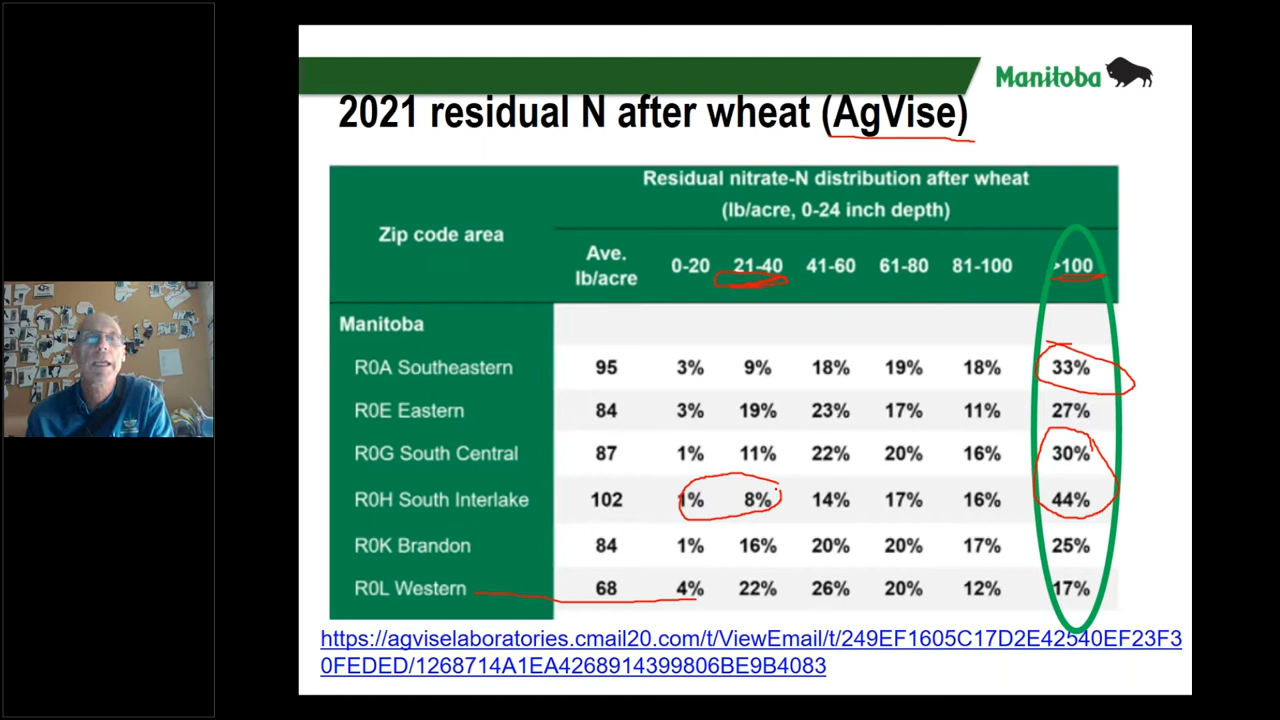 Manitoba
2021 residual N after wheat (AgVise)
Zip code area
Residual nitrate-N distribution after wheat
(lb/acre, 0-24 inch depth)
Ave. lb/acre 0-20 21-40 41-60 61-80 81-100 >100
Manitoba
R0A Southeastern 95 3% 9% 18% 19% 18% 33%
R0E Eastern 84 3% 19% 23% 17% 11% 27%
R0G South Central 87 1% 11% 22% 20% 16% 30%
R0H South Interlake 102 1% 8% 14% 17% 16% 44%
R0K Brandon 84 1% 16% 20% 20% 17% 25%
R0L Western 68 4% 22% 26% 20% 12% 17%
https://agviselaboratories.cmail20.com/t/ViewEmail/t/249EF1605C17D2E42540EF23F3
0FEDED/1268714A1EA4268914399806BE9B4083